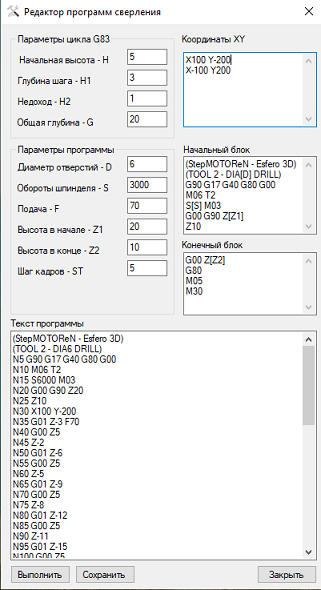 Редактор программ сверления
Параметры цикла G83
Начальная высота - H 5
Глубина шага - H1 3
Недоход - H2 1
Общая глубина - G 20
Координаты XY
X100 Y-200
X-100 Y200
Параметры программы
Диаметр отверстий - D 6
Обороты шпинделя - S 3000
Подача - F 70
Высота в начале - Z1 20
Высота в конце - Z2 10
Шаг кадров - ST 5
Начальный блок
(StepMOTOReN - Esfero 3D)
(TOOL 2 - DIA[D] DRILL)
G90 G17 G40 G80 G00
M06 T2
S[S] M03
G00 G90 Z[Z1]
Z10
Конечный блок
G00 Z[Z2]
G80
M05
M30
Текст программы
(StepMOTOReN - Esfero 3D)
(TOOL 2 - DIA6 DRILL)
N5 G90 G17 G40 G80 G00
N10 M06 T2
N15 S6000 M03
N20 G00 G90 Z20
N25 Z10
N30 X100 Y-200
N35 G01 Z-3 F70
N40 G00 Z5
N45 Z-2
N50 G01 Z-6
N55 G00 Z5
N60 Z-5
N65 G01 Z-9
N70 G00 Z5
N75 Z-8
N80 G01 Z-12
N85 G00 Z5
N90 Z-11
N95 G01 Z-15
N100 G00 Z5
Выполнить Сохранить Закрыть